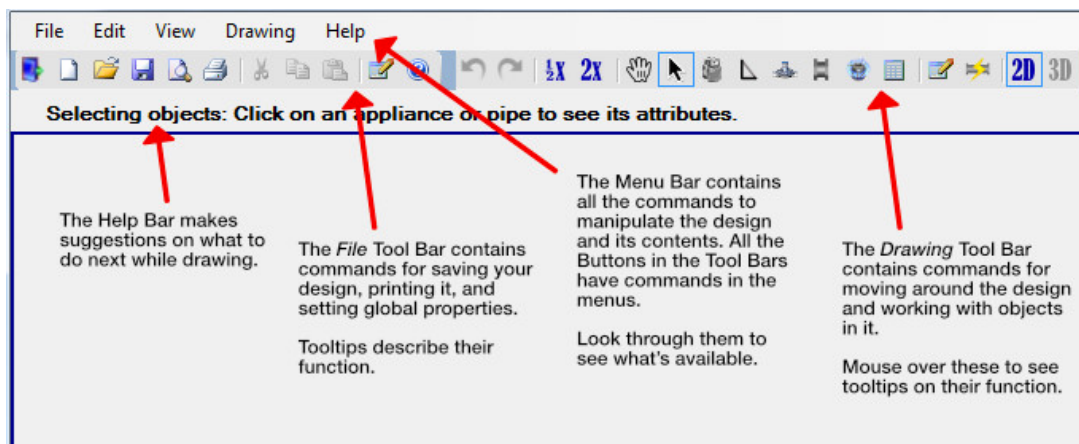 File Edit View Drawing Help
½X 2X 2D 3D
Selecting objects: Click on an appliance or pipe to see its attributes.
The Help Bar makes
suggestions on what to
do next while drawing.
The File Tool Bar contains
commands for saving your
design, printing it, and
setting global properties.
Tooltips describe their
function.
The Menu Bar contains
all the commands to
manipulate the design
and its contents. All the
Buttons in the Tool Bars
have commands in the
menus.
Look through them to
see what's available.
The Drawing Tool Bar
contains commands for
moving around the design
and working with objects
in it.
Mouse over these to see
tooltips on their function.